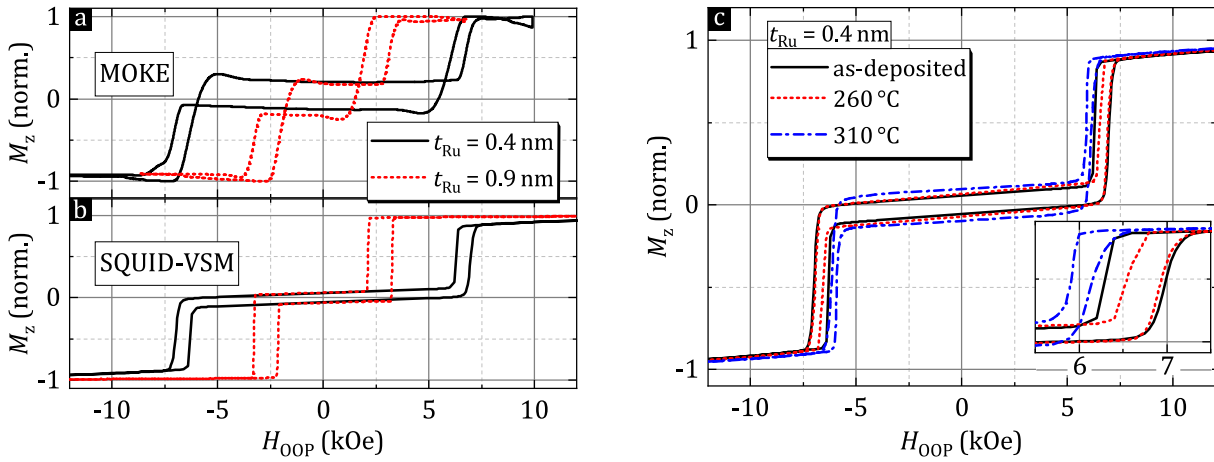 a
1
0
-1
M_z (norm.)
MOKE
t_Ru = 0.4 nm
t_Ru = 0.9 nm
b
1
0
-1
M_z (norm.)
SQUID-VSM
-10
-5
0
5
10
H_OOP (kOe)
c
1
0
-1
M_z (norm.)
t_Ru = 0.4 nm
as-deposited
260 °C
310 °C
6
7
-10
-5
0
5
10
H_OOP (kOe)